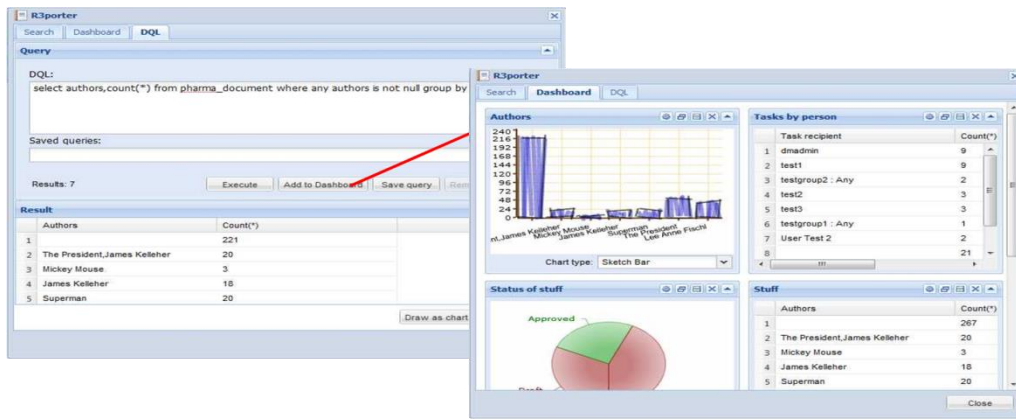 R3porter
Search Dashboard DQL
Query
DQL:
select authors,count(*) from pharma_document where any authors is not null group by
Saved queries:
Results: 7 Execute Add to Dashboard Save query Rem
Result
Authors Count(*)
1 221
2 The President,James Kelleher 20
3 Mickey Mouse 3
4 James Kelleher 18
5 Superman 20
Draw as chart
R3porter
Search Dashboard DQL
Authors
240
216
192
168
144
120
96
72
48
24
0
nt,James Kelleher
Mickey Mouse
James Kelleher
Superman
The President
Lee Anne Fischl
Chart type: Sketch Bar
Tasks by person
Task recipient Count(*)
1 dmadmin 9
2 test1 9
3 testgroup2 : Any 2
4 test2 3
5 test3 3
6 testgroup1 : Any 1
7 User Test 2 2
8 21
Status of stuff
Approved
Draft
Stuff
Authors Count(*)
1 267
2 The President,James Kelleher 20
3 Mickey Mouse 3
4 James Kelleher 18
5 Superman 20
Close